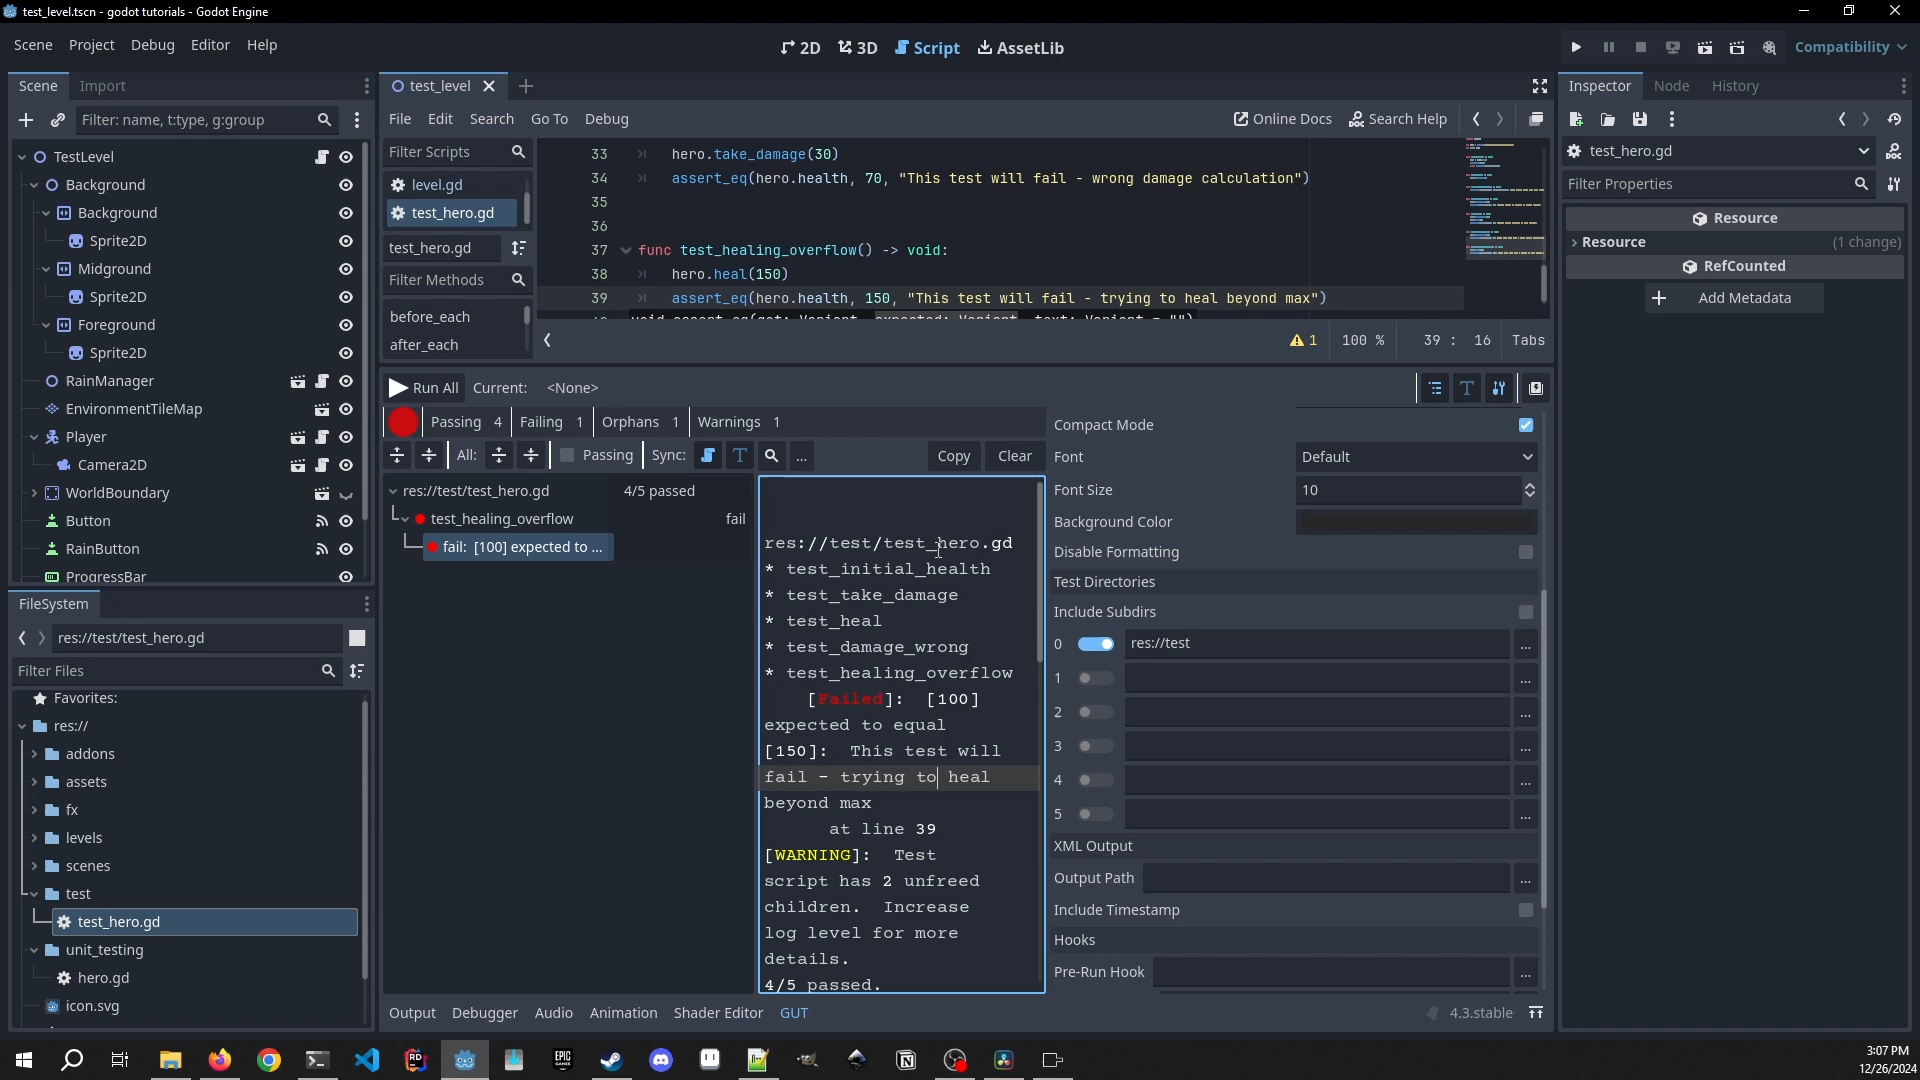 test_level.tscn - godot tutorials - Godot Engine
Scene Project Debug Editor Help
2D 3D Script AssetLib
Compatibility
Scene Import
Filter: name, t:type, g:group
TestLevel
Background
Background
Sprite2D
Midground
Sprite2D
Foreground
Sprite2D
RainManager
EnvironmentTileMap
Player
Camera2D
WorldBoundary
Button
RainButton
ProgressBar
FileSystem
res://test/test_hero.gd
Filter Files
Favorites:
res://
addons
assets
fx
levels
scenes
test
test_hero.gd
unit_testing
hero.gd
icon.svg
test_level
File Edit Search Go To Debug
Online Docs Search Help
Filter Scripts
level.gd
test_hero.gd
test_hero.gd
Filter Methods
before_each
after_each
33 hero.take_damage(30)
34 assert_eq(hero.health, 70, "This test will fail - wrong damage calculation")
35
36
37 func test_healing_overflow() -> void:
38 hero.heal(150)
39 assert_eq(hero.health, 150, "This test will fail - trying to heal beyond max")
1 100 % 39 : 16 Tabs
Run All Current: <None>
Passing 4 Failing 1 Orphans 1 Warnings 1
All: Passing Sync: ... Copy Clear
res://test/test_hero.gd 4/5 passed
test_healing_overflow fail
fail: [100] expected to ...
res://test/test_hero.gd
* test_initial_health
* test_take_damage
* test_heal
* test_damage_wrong
* test_healing_overflow
[Failed]: [100]
expected to equal
[150]: This test will
fail - trying to heal
beyond max
at line 39
[WARNING]: Test
script has 2 unfreed
children. Increase
log level for more
details.
4/5 passed.
Compact Mode
Font Default
Font Size 10
Background Color
Disable Formatting
Test Directories
Include Subdirs
0 res://test ...
1 ...
2 ...
3 ...
4 ...
5 ...
XML Output
Output Path ...
Include Timestamp
Hooks
Pre-Run Hook ...
Output Debugger Audio Animation Shader Editor GUT
4.3.stable
Inspector Node History
test_hero.gd
Filter Properties
Resource
Resource (1 change)
RefCounted
Add Metadata
3:07 PM
12/26/2024